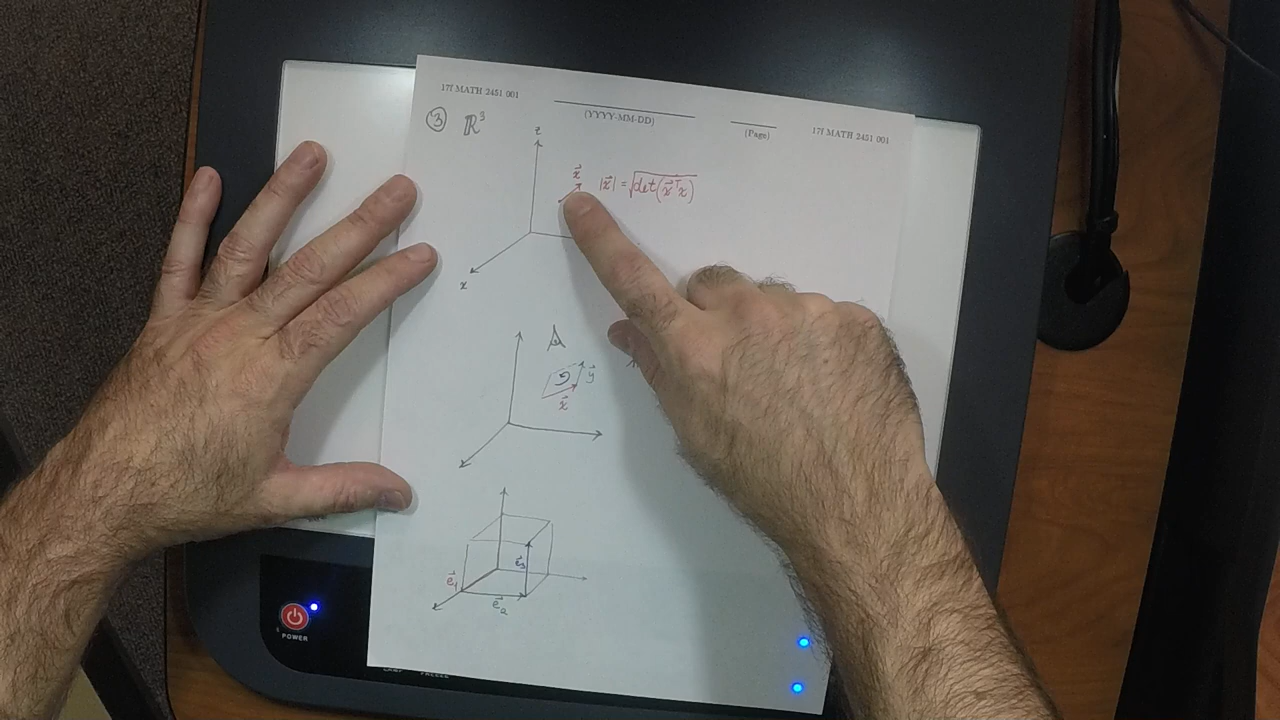 17f MATH 2451 001
(YYYY-MM-DD)
(Page)
17f MATH 2451 001
③ ℝ³
z
x⃗ |x⃗| = √det(x⃗ᵀx)
x
A
y⃗
x⃗
e⃗₃
e⃗₁
e⃗₂
POWER